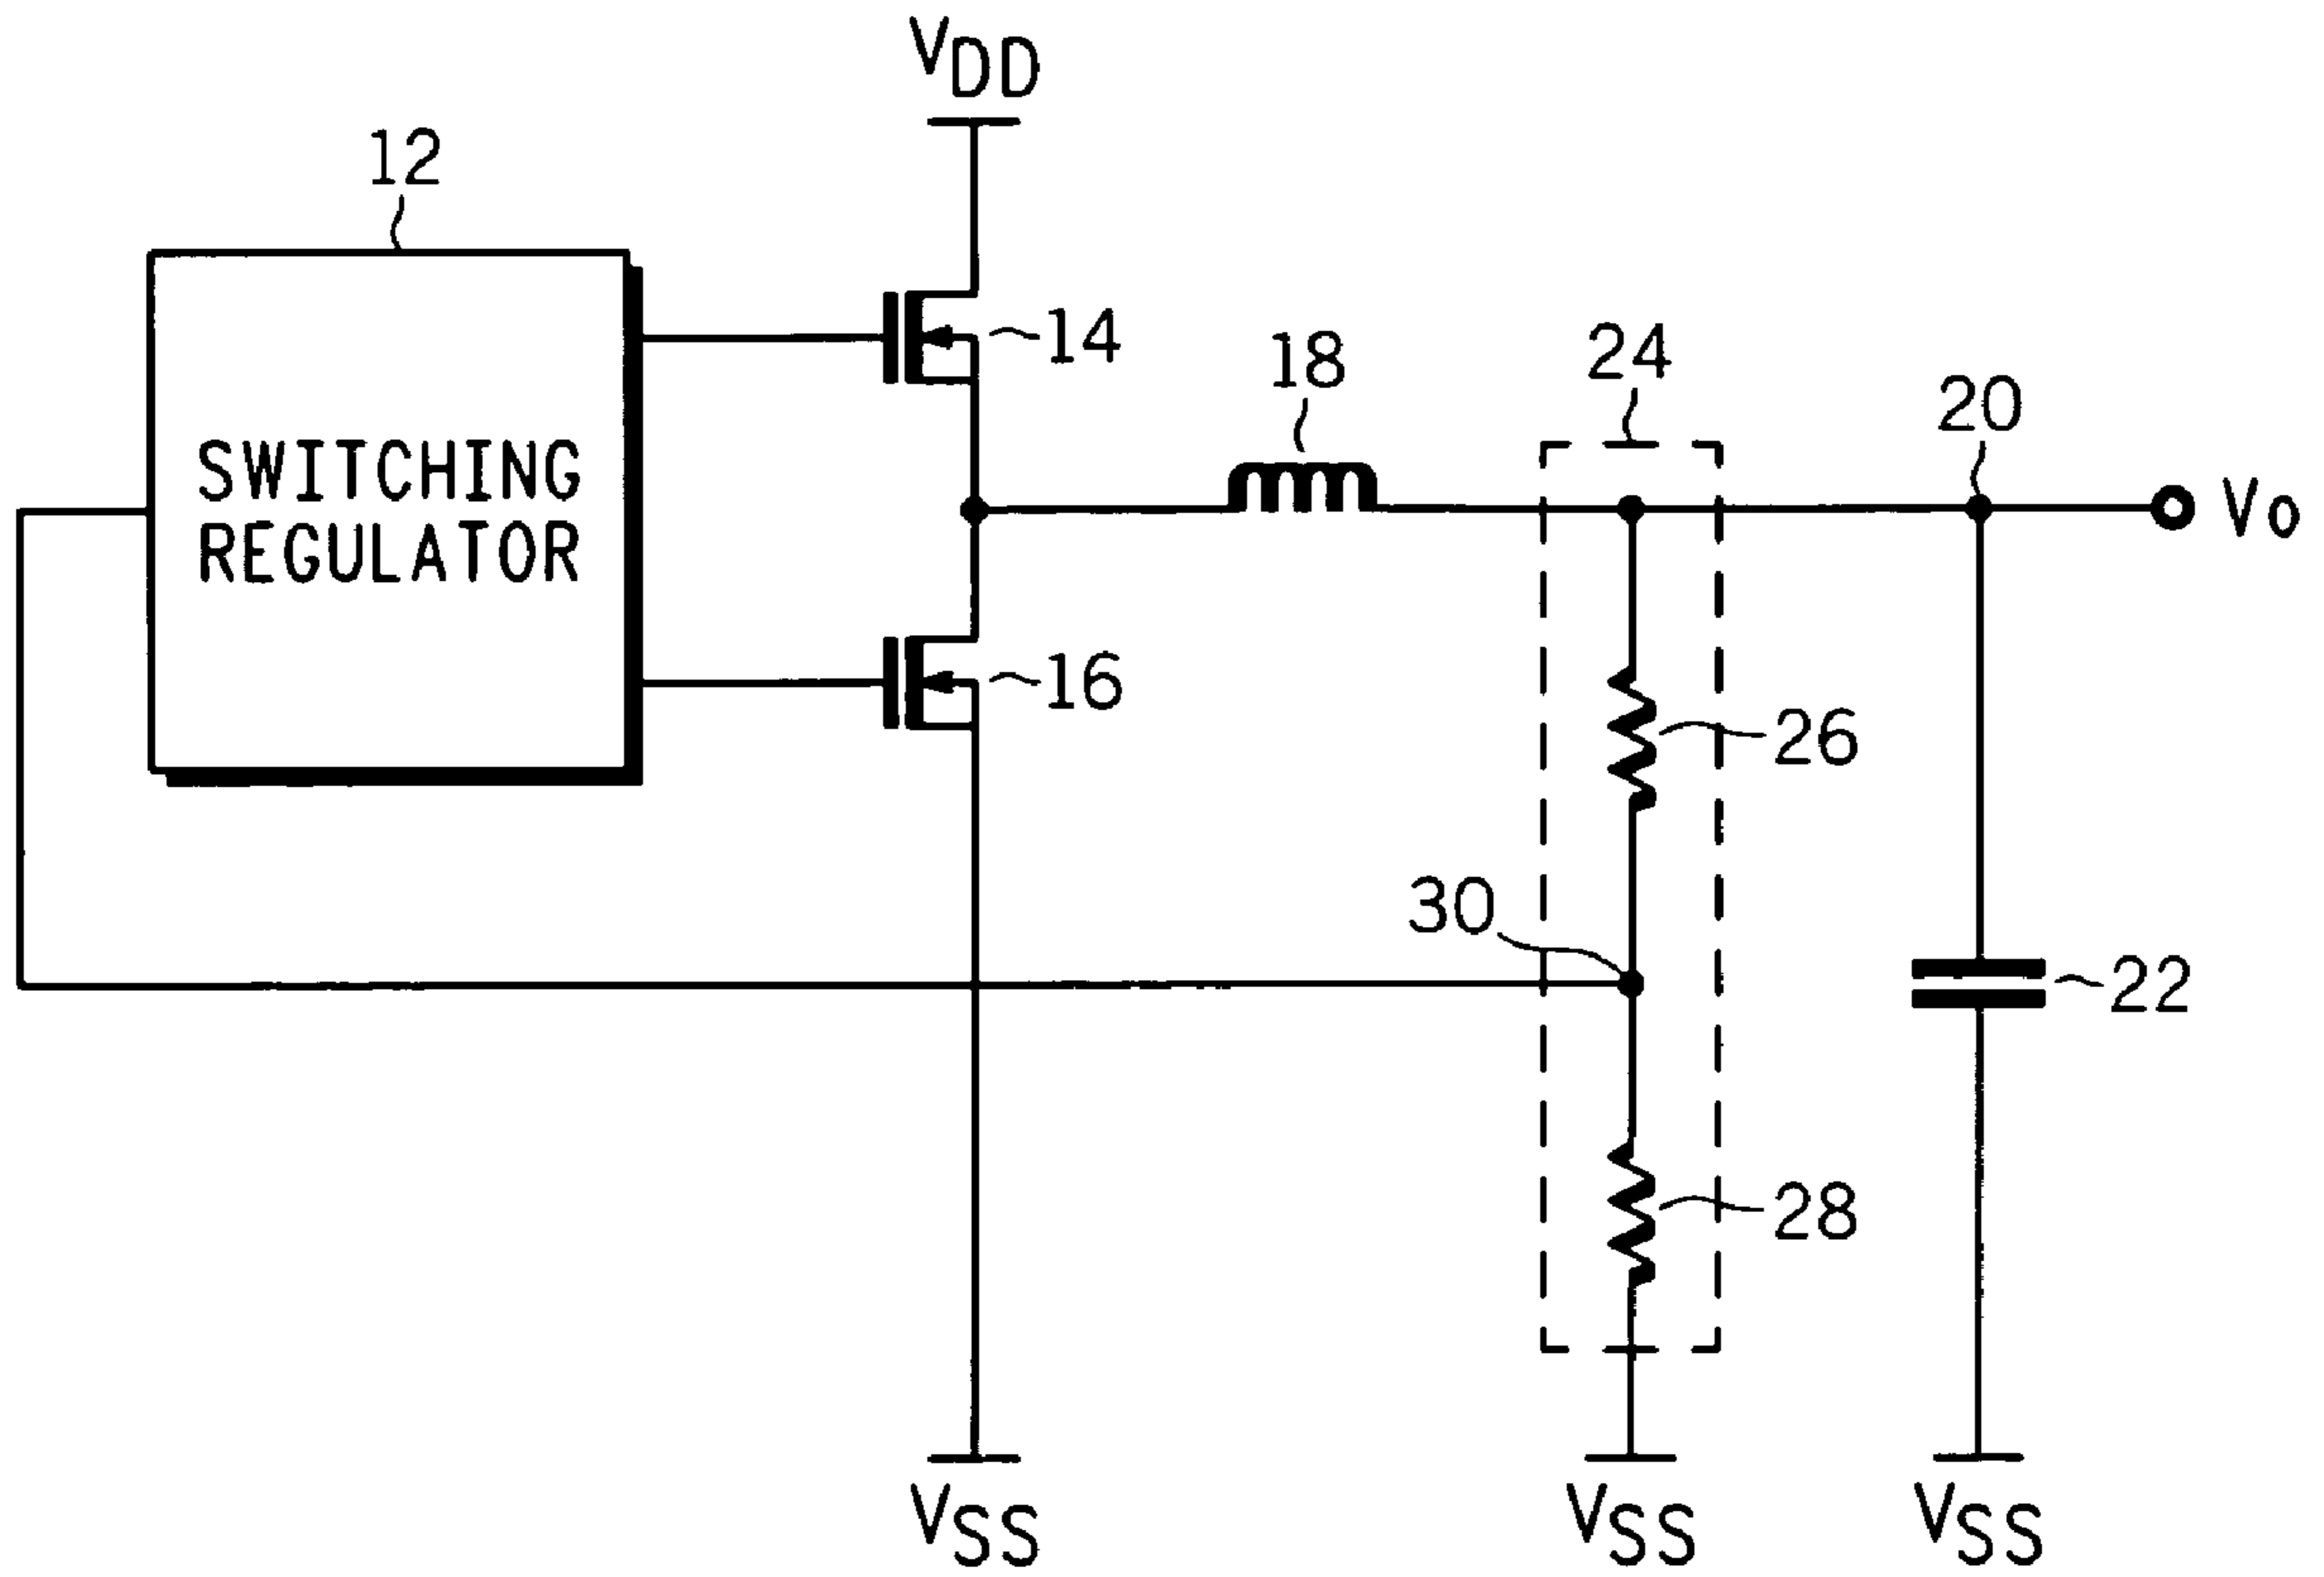 VDD
12
14
18
24
20
Vo
SWITCHING
REGULATOR
16
26
30
22
28
VSS
VSS
VSS